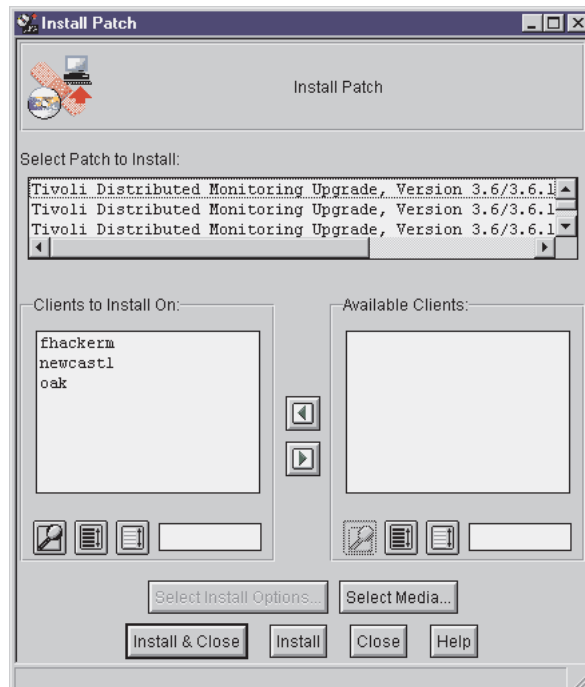 Install Patch
Install Patch
Select Patch to Install:
Tivoli Distributed Monitoring Upgrade, Version 3.6/3.6.1
Tivoli Distributed Monitoring Upgrade, Version 3.6/3.6.1
Tivoli Distributed Monitoring Upgrade, Version 3.6/3.6.1
Clients to Install On:
Available Clients:
fhackerm
newcastl
oak
Select Install Options...
Select Media...
Install & Close
Install
Close
Help